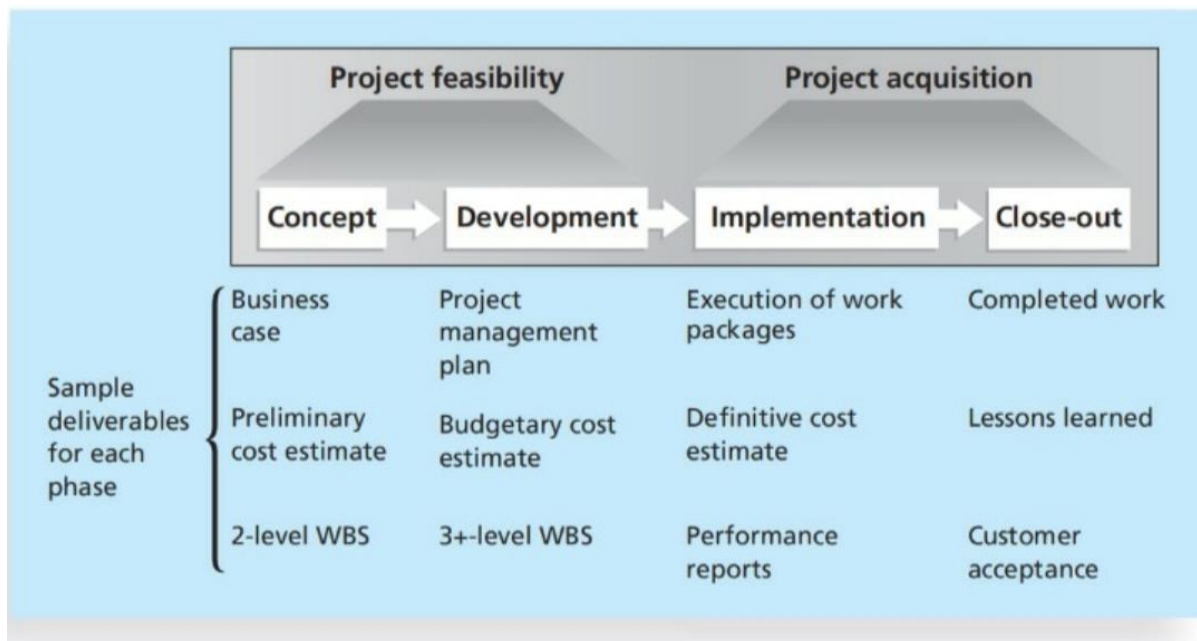 Project feasibility
Project acquisition
Concept
Development
Implementation
Close-out
Sample
deliverables
for each
phase
Business
case
Project
management
plan
Execution of work
packages
Completed work
Preliminary
cost estimate
Budgetary cost
estimate
Definitive cost
estimate
Lessons learned
2-level WBS
3+-level WBS
Performance
reports
Customer
acceptance